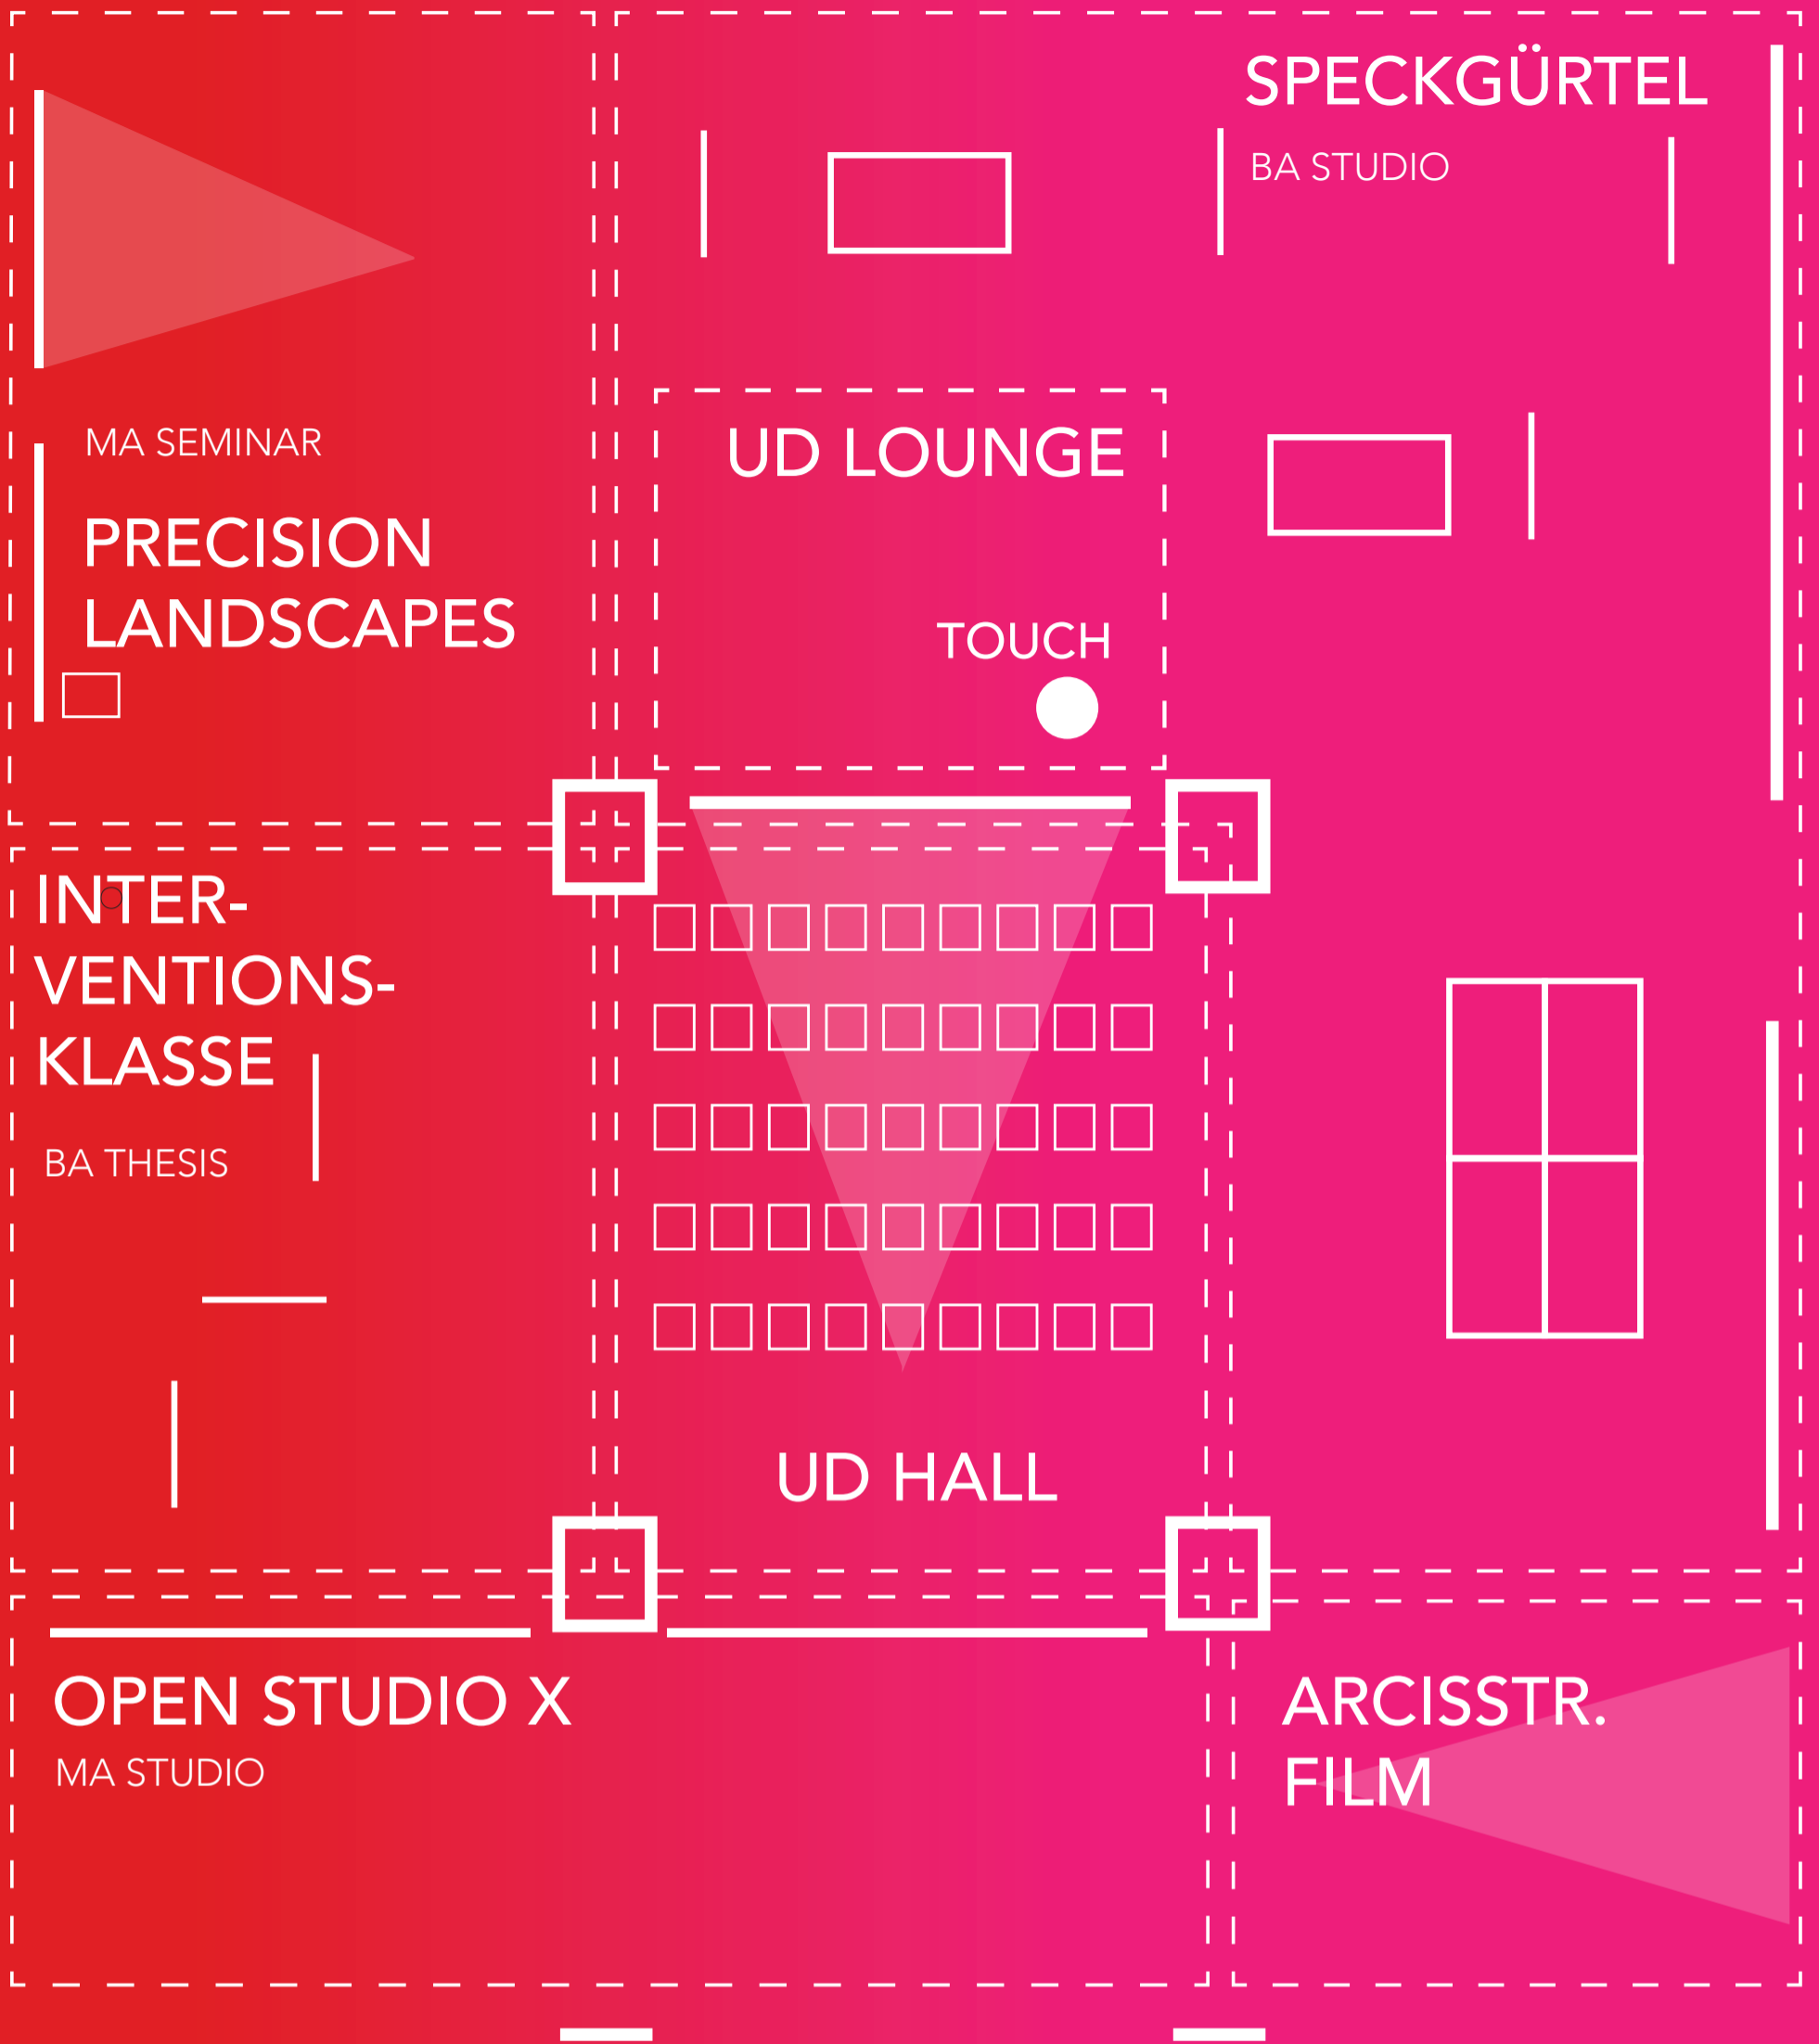 SPECKGÜRTEL
BA STUDIO
MA SEMINAR
PRECISION
LANDSCAPES
UD LOUNGE
TOUCH
INTER-
VENTIONS-
KLASSE
BA THESIS
UD HALL
OPEN STUDIO X
MA STUDIO
ARCISSTR.
FILM